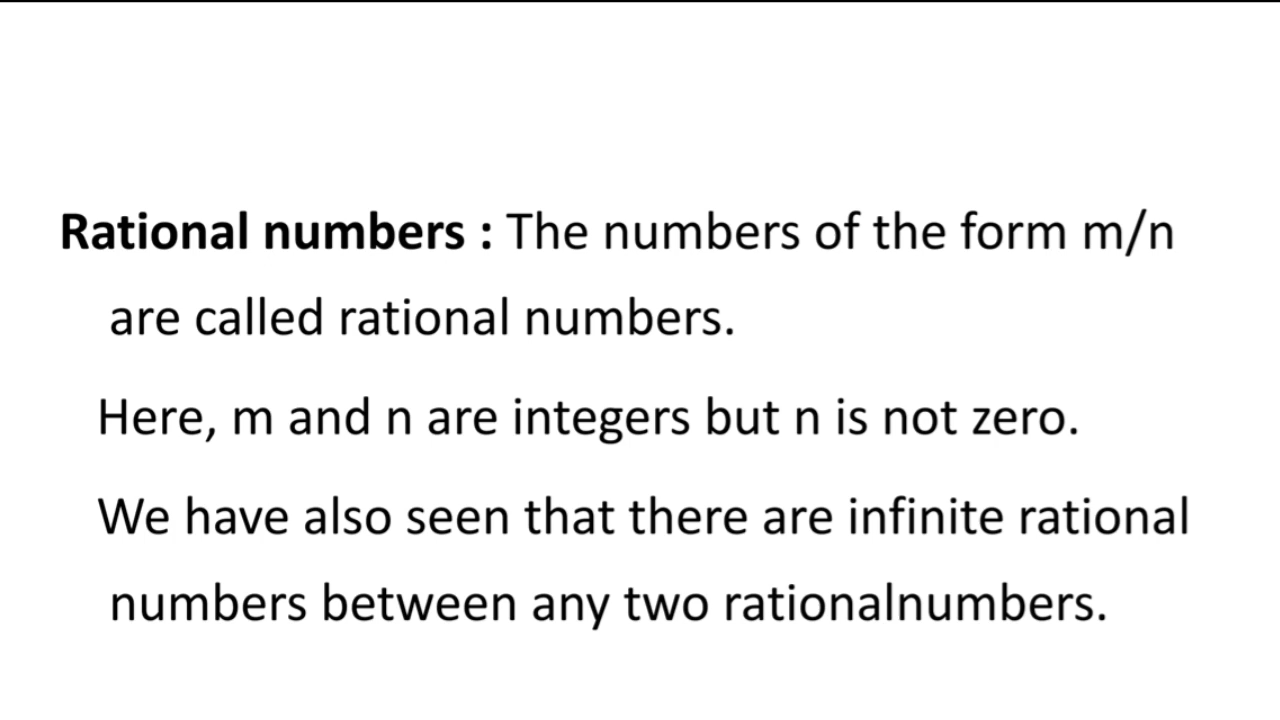 Rational numbers : The numbers of the form m/n
are called rational numbers.
Here, m and n are integers but n is not zero.
We have also seen that there are infinite rational
numbers between any two rationalnumbers.